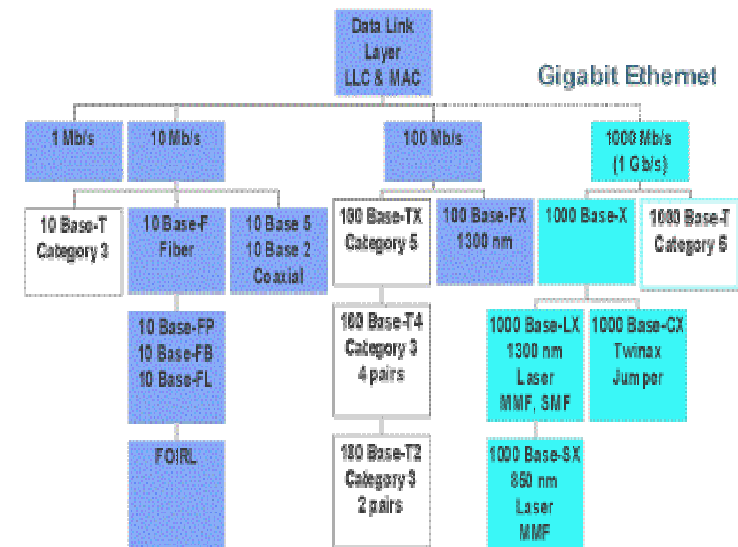 Data Link
Layer
LLC & MAC
Gigabit Ethernet
1 Mb/s
10 Mb/s
100 Mb/s
1000 Mb/s
(1 Gb/s)
10 Base-T
Category 3
10 Base-F
Fiber
10 Base 5
10 Base 2
Coaxial
100 Base-TX
Category 5
100 Base-FX
1300 nm
1000 Base-X
1000 Base-T
Category 5
10 Base-FP
10 Base-FB
10 Base-FL
100 Base-T4
Category 3
4 pairs
1000 Base-LX
1300 nm
Laser
MMF, SMF
1000 Base-CX
Twinax
Jumper
FOIRL
100 Base-T2
Category 3
2 pairs
1000 Base-SX
850 nm
Laser
MMF